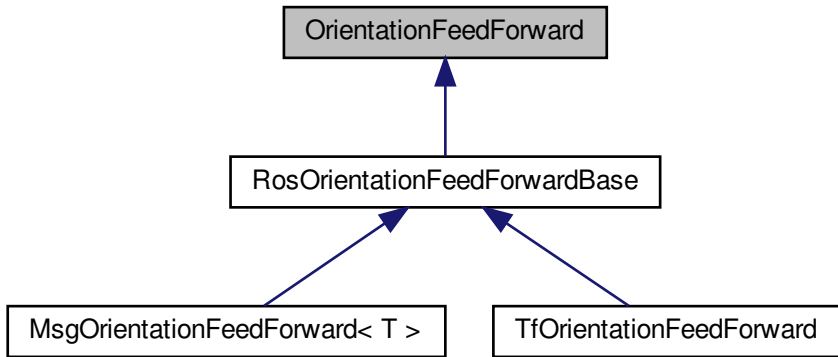 OrientationFeedForward
RosOrientationFeedForwardBase
MsgOrientationFeedForward< T >
TfOrientationFeedForward